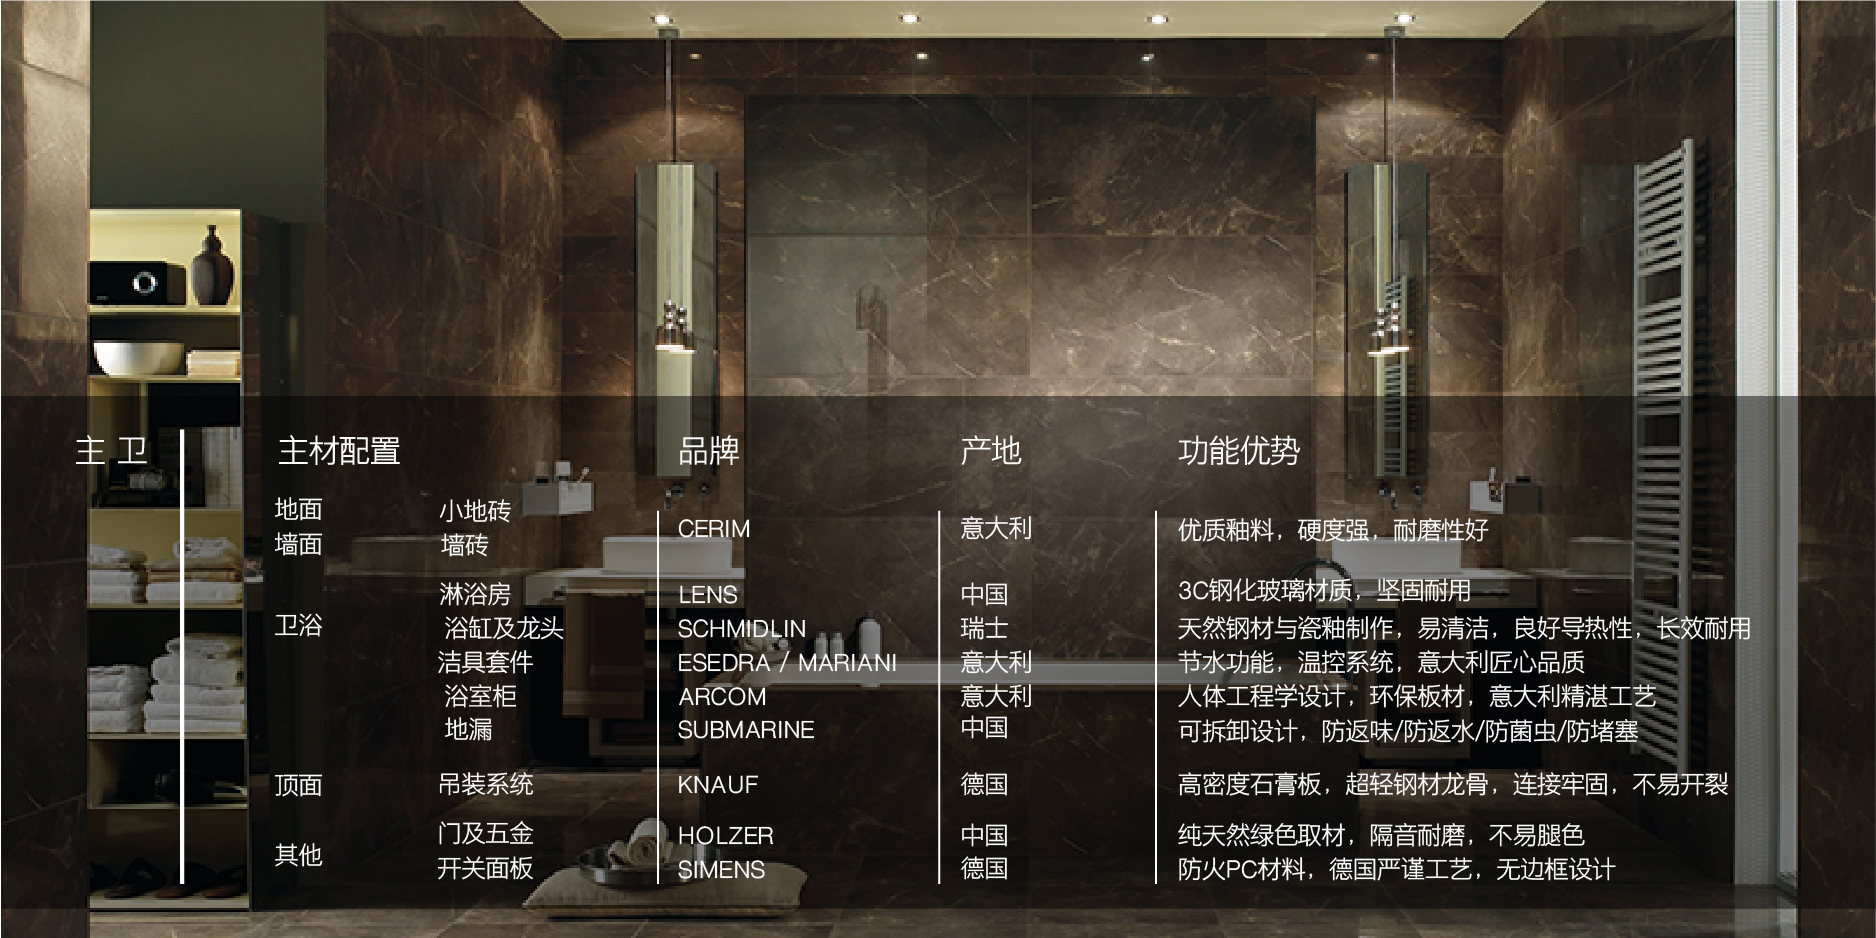 主 卫
主材配置 品牌 产地 功能优势
地面 小地砖
墙面 墙砖
CERIM 意大利 优质釉料，硬度强，耐磨性好
卫浴
淋浴房 LENS 中国 3C钢化玻璃材质，坚固耐用
浴缸及龙头 SCHMIDLIN 瑞士 天然钢材与瓷釉制作，易清洁，良好导热性，长效耐用
洁具套件 ESEDRA / MARIANI 意大利 节水功能，温控系统，意大利匠心品质
浴室柜 ARCOM 意大利 人体工程学设计，环保板材，意大利精湛工艺
地漏 SUBMARINE 中国 可拆卸设计，防返味/防返水/防菌虫/防堵塞
顶面 吊装系统 KNAUF 德国 高密度石膏板，超轻钢材龙骨，连接牢固，不易开裂
其他
门及五金 HOLZER 中国 纯天然绿色取材，隔音耐磨，不易腿色
开关面板 SIMENS 德国 防火PC材料，德国严谨工艺，无边框设计